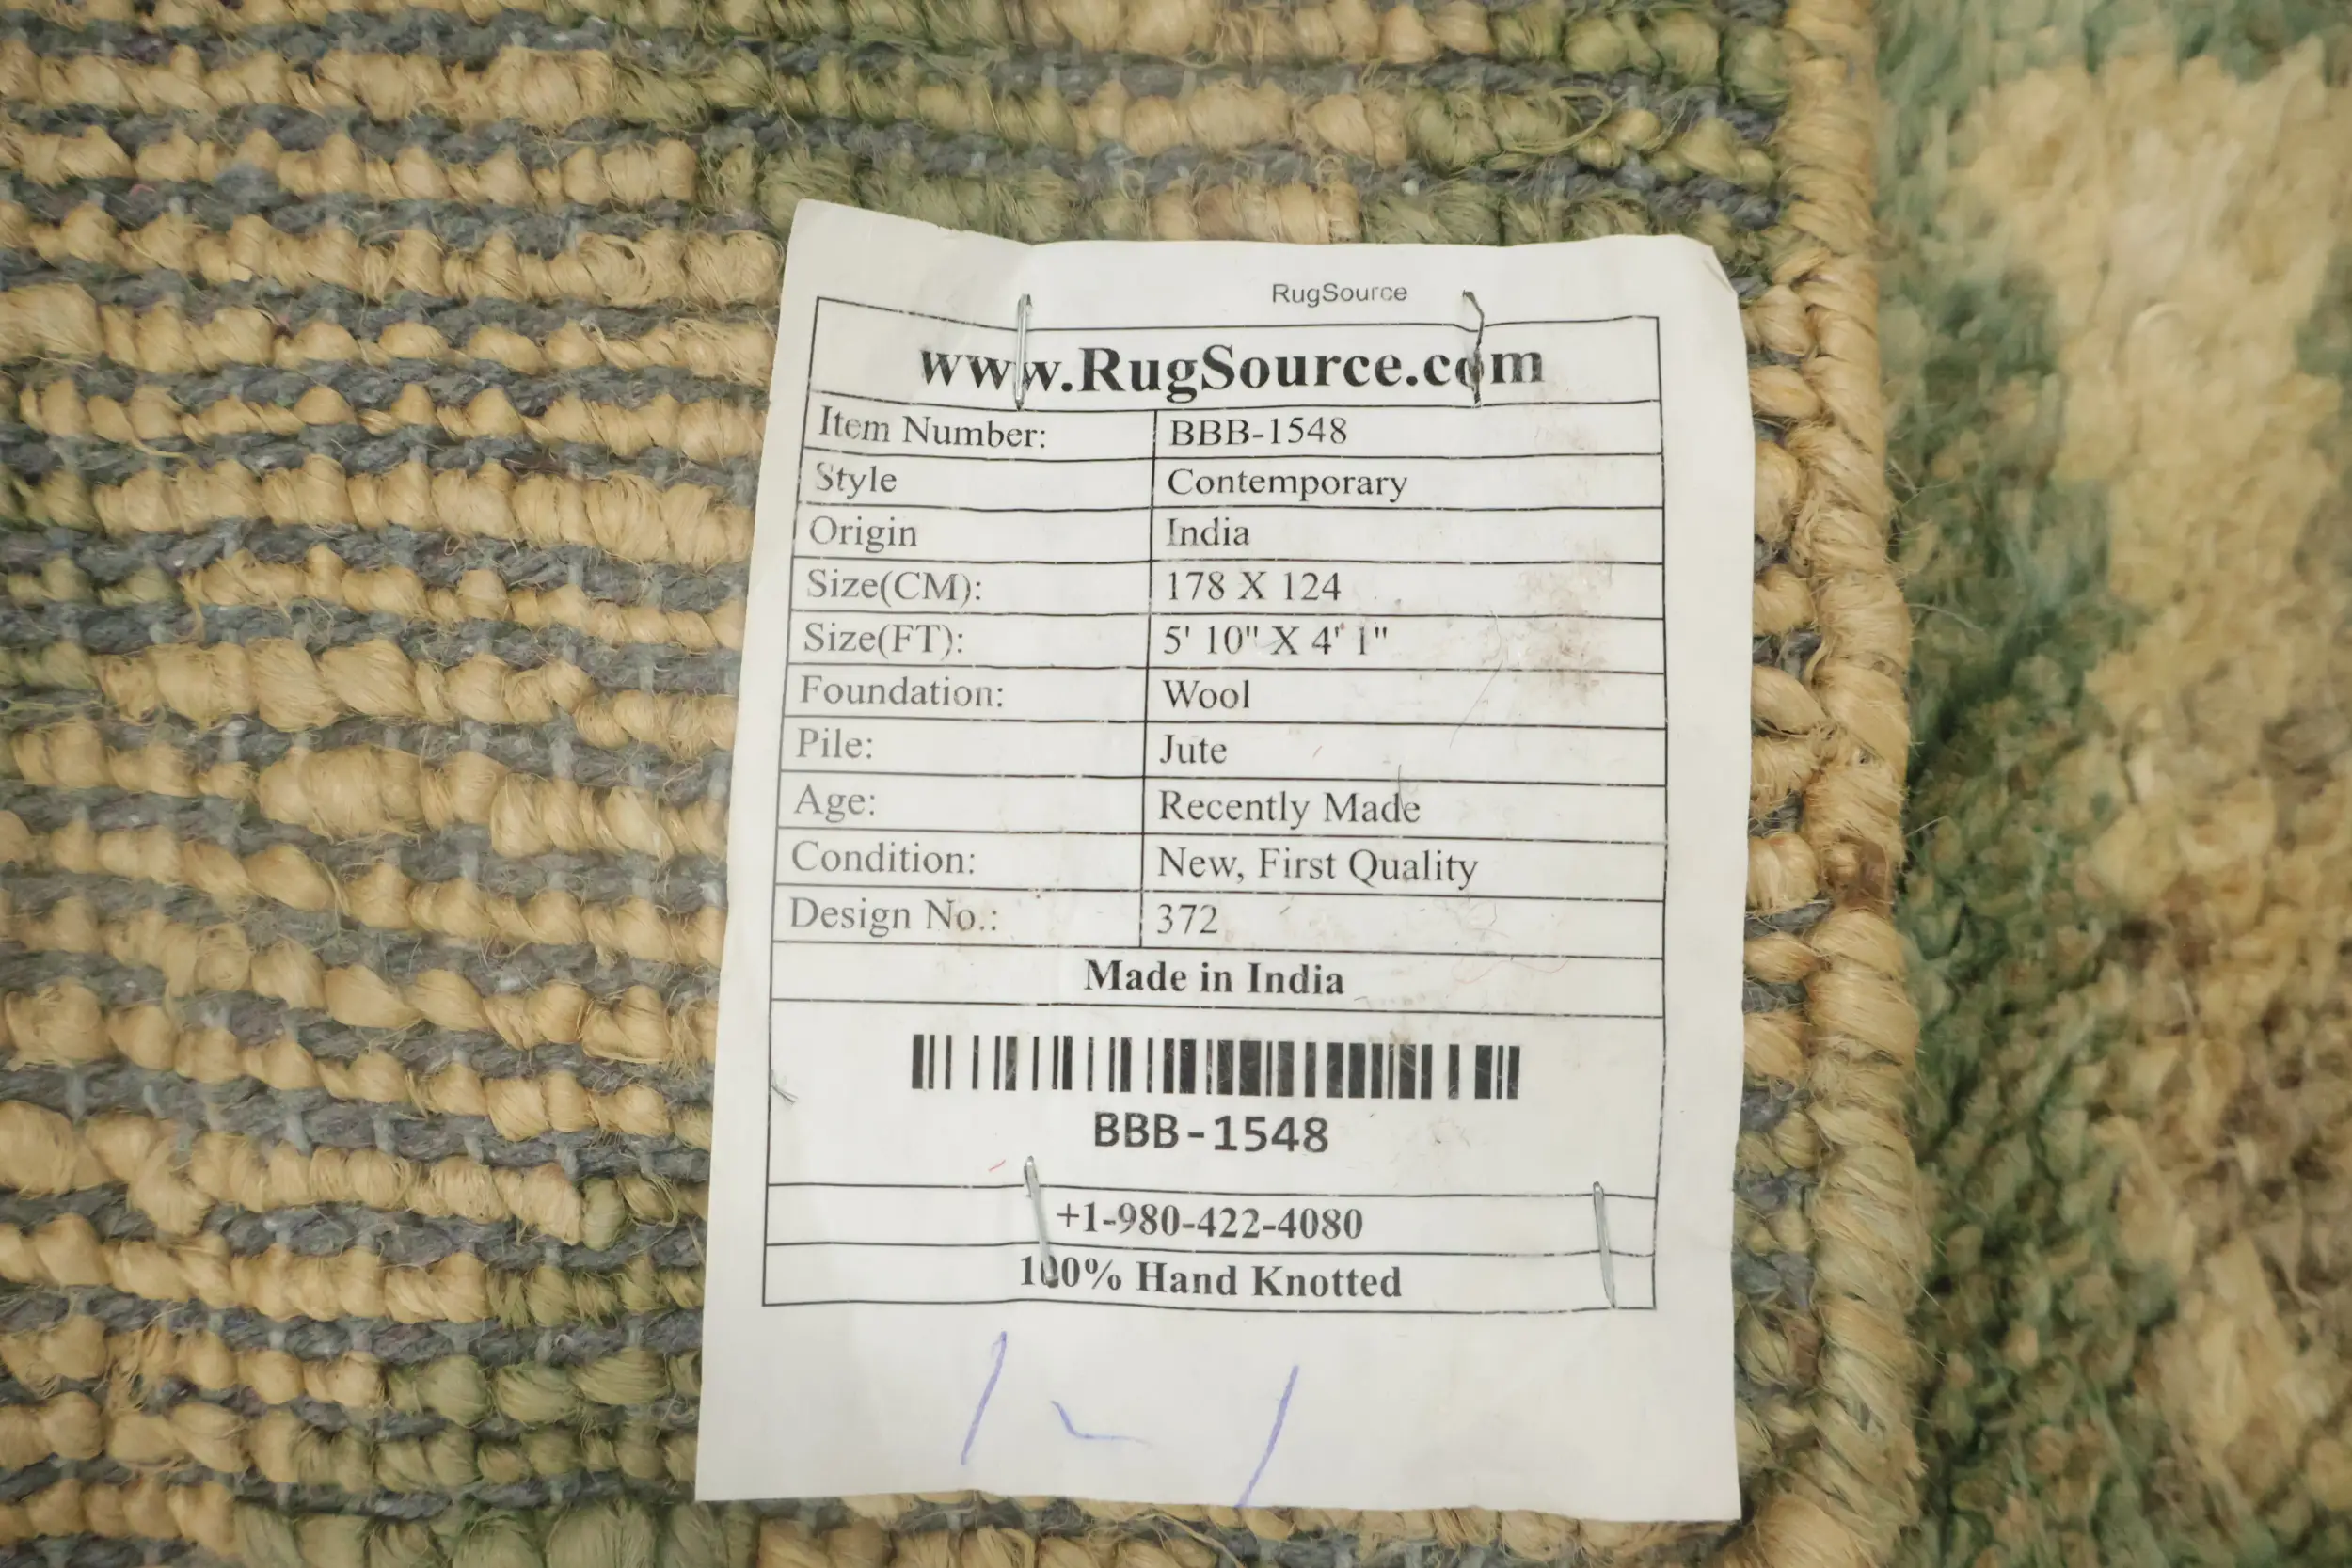 RugSource
www.RugSource.com
Item Number: BBB-1548
Style Contemporary
Origin India
Size(CM): 178 X 124
Size(FT): 5' 10" X 4' 1"
Foundation: Wool
Pile: Jute
Age: Recently Made
Condition: New, First Quality
Design No.: 372
Made in India
BBB-1548
+1-980-422-4080
100% Hand Knotted